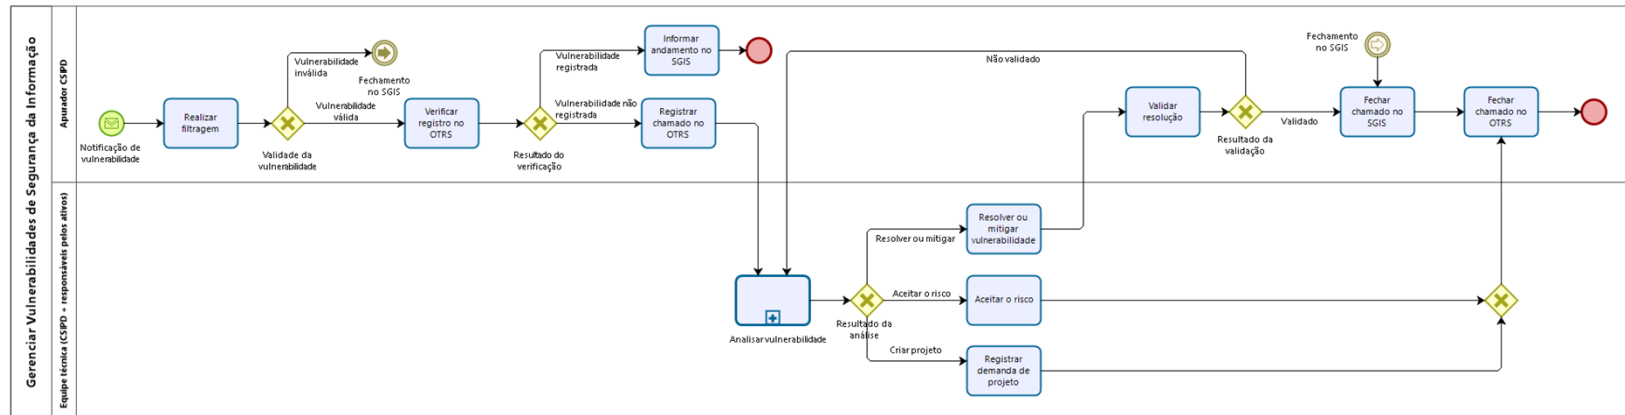 Gerenciar Vulnerabilidades de Segurança da Informação
Apurador CSIPD
Notificação de
vulnerabilidade
Realizar
filtragem
Validade da
vulnerabilidade
Vulnerabilidade
inválida
Fechamento
no SGIS
Vulnerabilidade
válida
Verificar
registro no
OTRS
Resultado do
verificação
Vulnerabilidade
registrada
Informar
andamento no
SGIS
Vulnerabilidade não
registrada
Registrar
chamado no
OTRS
Não validado
Validar
resolução
Resultado da
validação
Validado
Fechamento
no SGIS
Fechar
chamado no
SGIS
Fechar
chamado no
OTRS
Equipe técnica (CSIPD + responsáveis pelos ativos)
Analisar vulnerabilidade
Resultado da
análise
Resolver ou mitigar
Resolver ou
mitigar
vulnerabilidade
Aceitar o risco
Aceitar o risco
Criar projeto
Registrar
demanda de
projeto